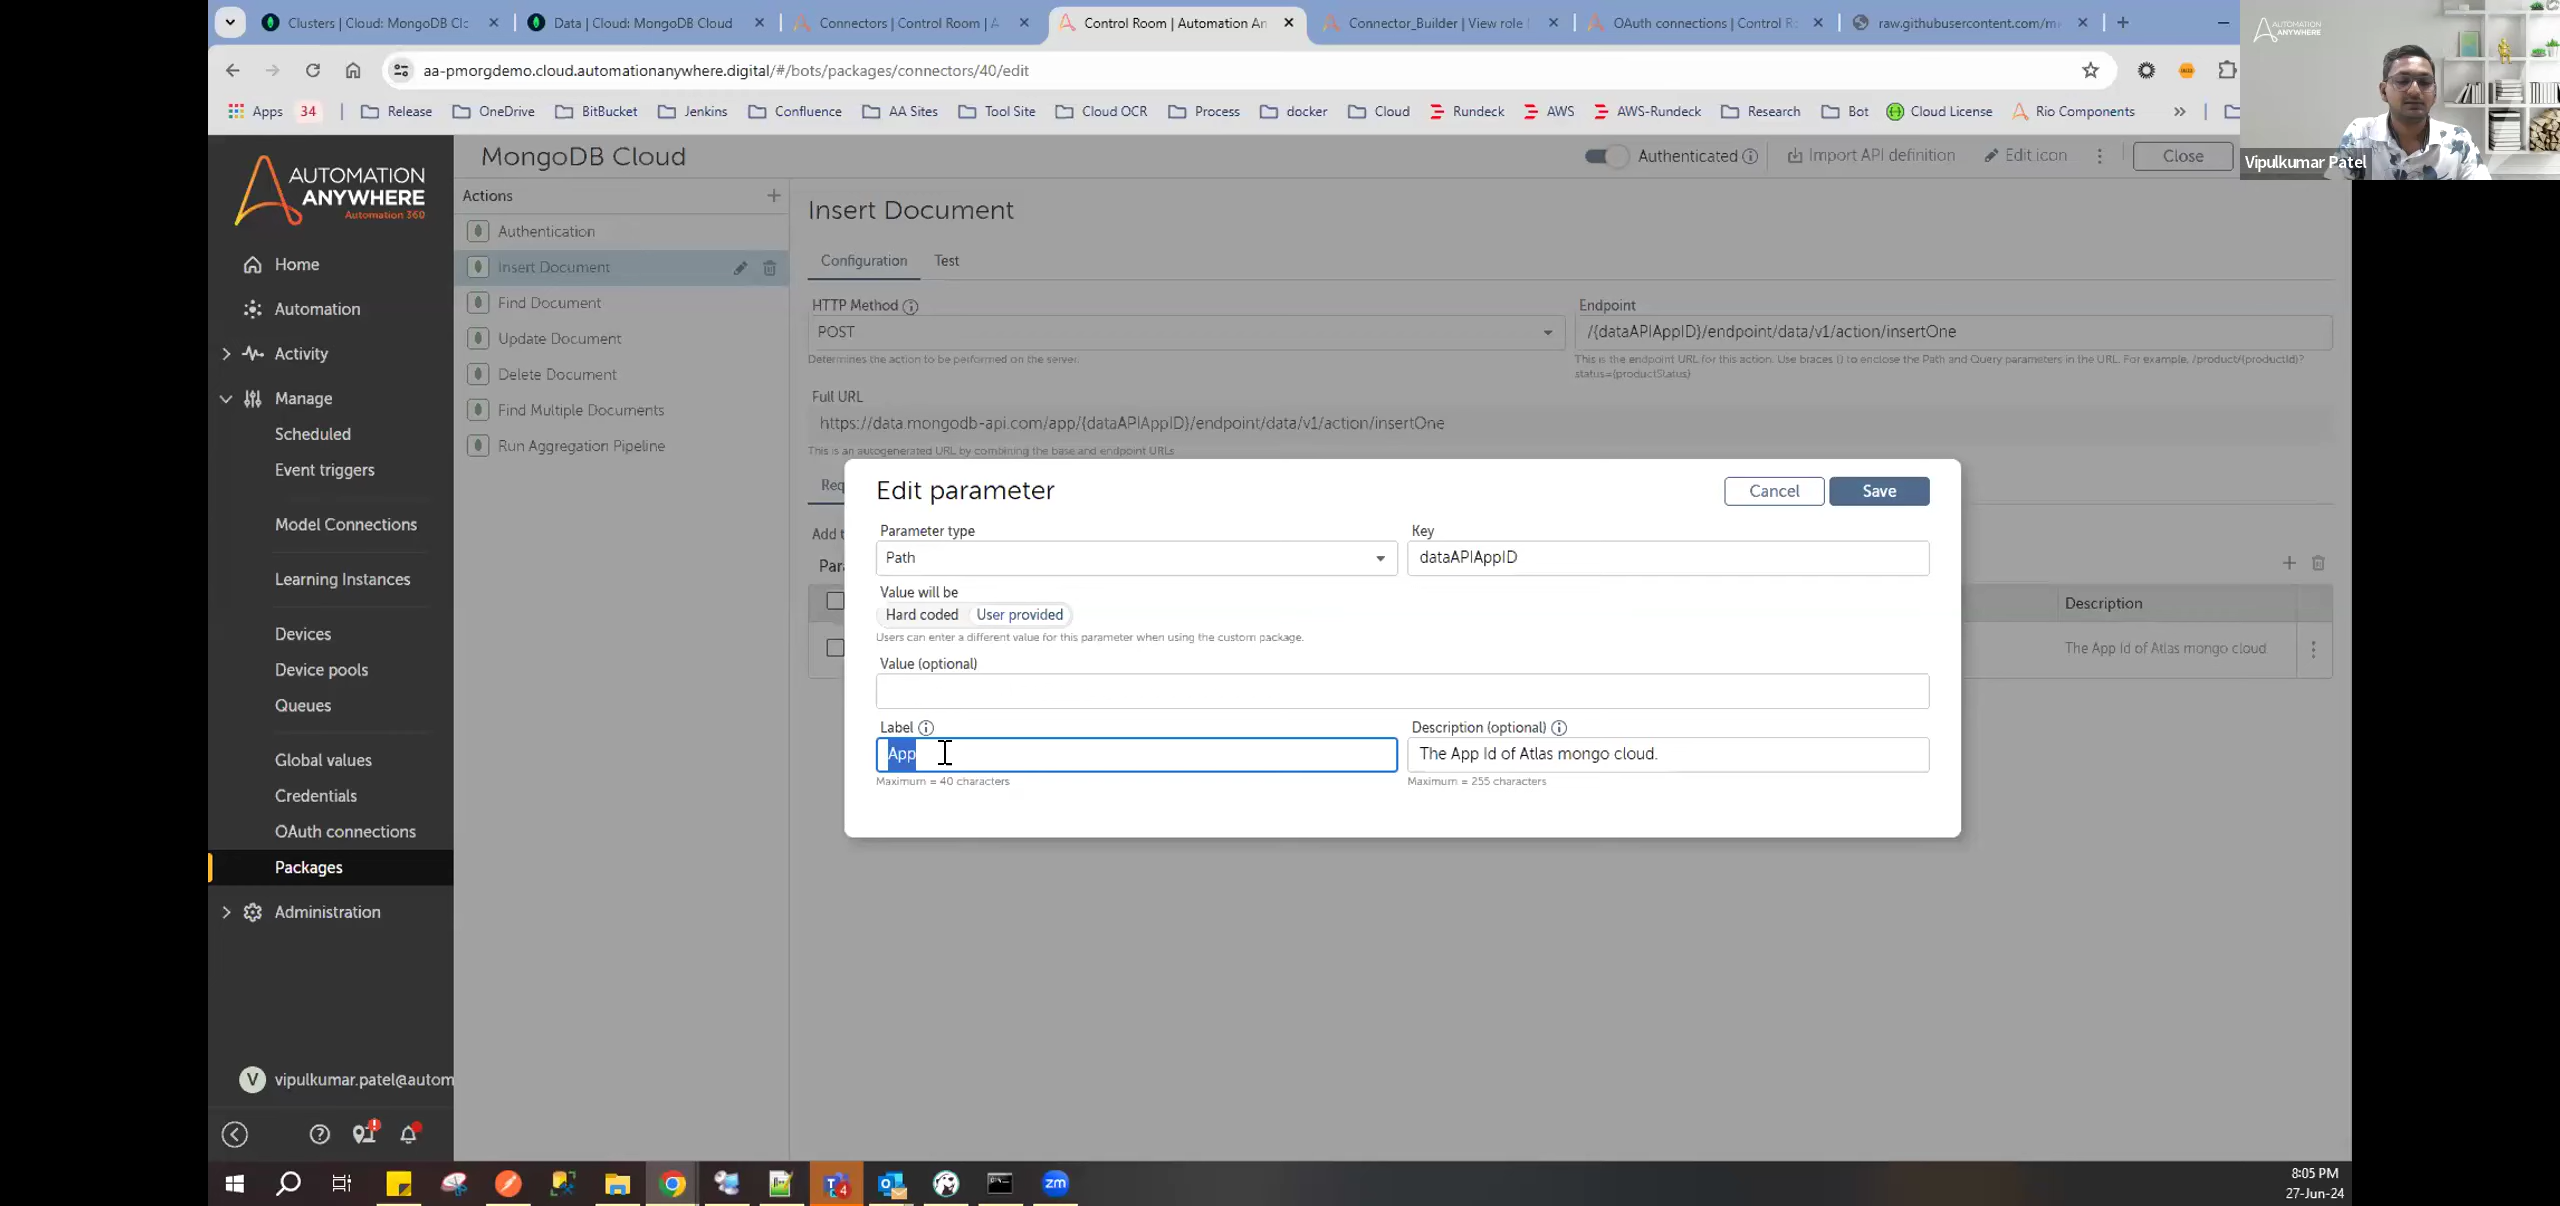 Clusters | Cloud: MongoDB Clo
Data | Cloud: MongoDB Cloud
Connectors | Control Room | A
Control Room | Automation An
Connector_Builder | View role |
OAuth connections | Control Ro
raw.githubusercontent.com/m
aa-pmorgdemo.cloud.automationanywhere.digital/#/bots/packages/connectors/40/edit
Apps
34
Release
OneDrive
BitBucket
Jenkins
Confluence
AA Sites
Tool Site
Cloud OCR
Process
docker
Cloud
Rundeck
AWS
AWS-Rundeck
Research
Bot
Cloud License
Rio Components
AUTOMATION
ANYWHERE
Vipulkumar Patel
AUTOMATION
ANYWHERE
Automation 360
Home
Automation
Activity
Manage
Scheduled
Event triggers
Model Connections
Learning Instances
Devices
Device pools
Queues
Global values
Credentials
OAuth connections
Packages
Administration
V
vipulkumar.patel@autom
MongoDB Cloud
Authenticated
Import API definition
Edit icon
Close
Actions
Authentication
Insert Document
Find Document
Update Document
Delete Document
Find Multiple Documents
Run Aggregation Pipeline
Insert Document
Configuration
Test
HTTP Method
POST
Determines the action to be performed on the server.
Endpoint
/{dataAPIAppID}/endpoint/data/v1/action/insertOne
This is the endpoint URL for this action. Use braces {} to enclose the Path and Query parameters in the URL. For example, /product/{productId}?
status={productStatus}
Full URL
https://data.mongodb-api.com/app/{dataAPIAppID}/endpoint/data/v1/action/insertOne
This is an autogenerated URL by combining the base and endpoint URLs
Req
Add t
Para
Description
The App Id of Atlas mongo cloud
Edit parameter
Cancel
Save
Parameter type
Path
Key
dataAPIAppID
Value will be
Hard coded
User provided
Users can enter a different value for this parameter when using the custom package.
Value (optional)
Label
App
Maximum = 40 characters
Description (optional)
The App Id of Atlas mongo cloud.
Maximum = 255 characters
4
zm
8:05 PM
27-Jun-24